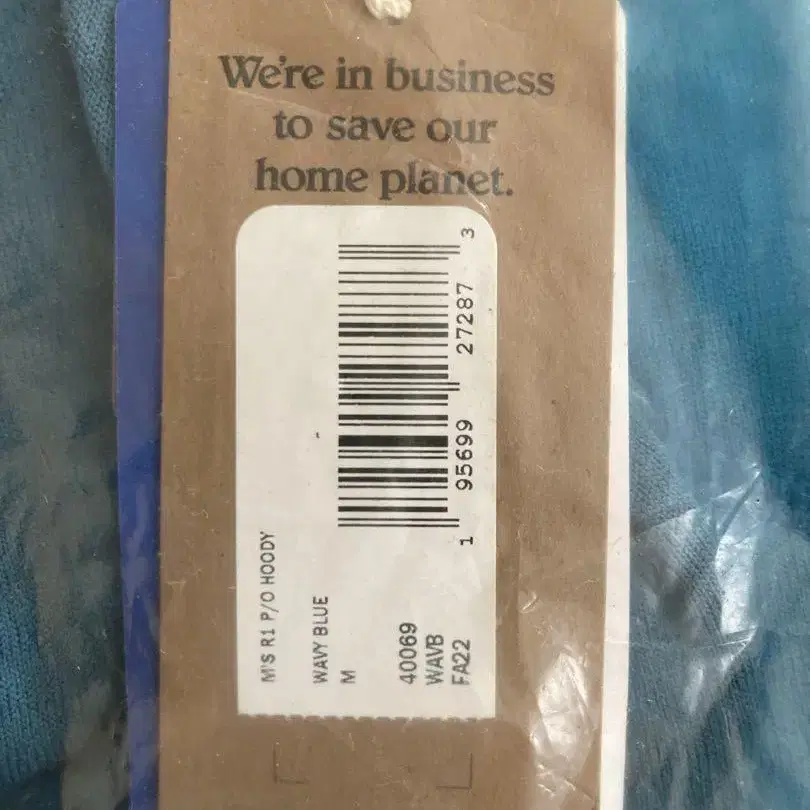 We're in business
to save our
home planet.
1 95699 27287 3
M'S R1 P/O HOODY
WAVY BLUE
M
40069
WAVB
FA22